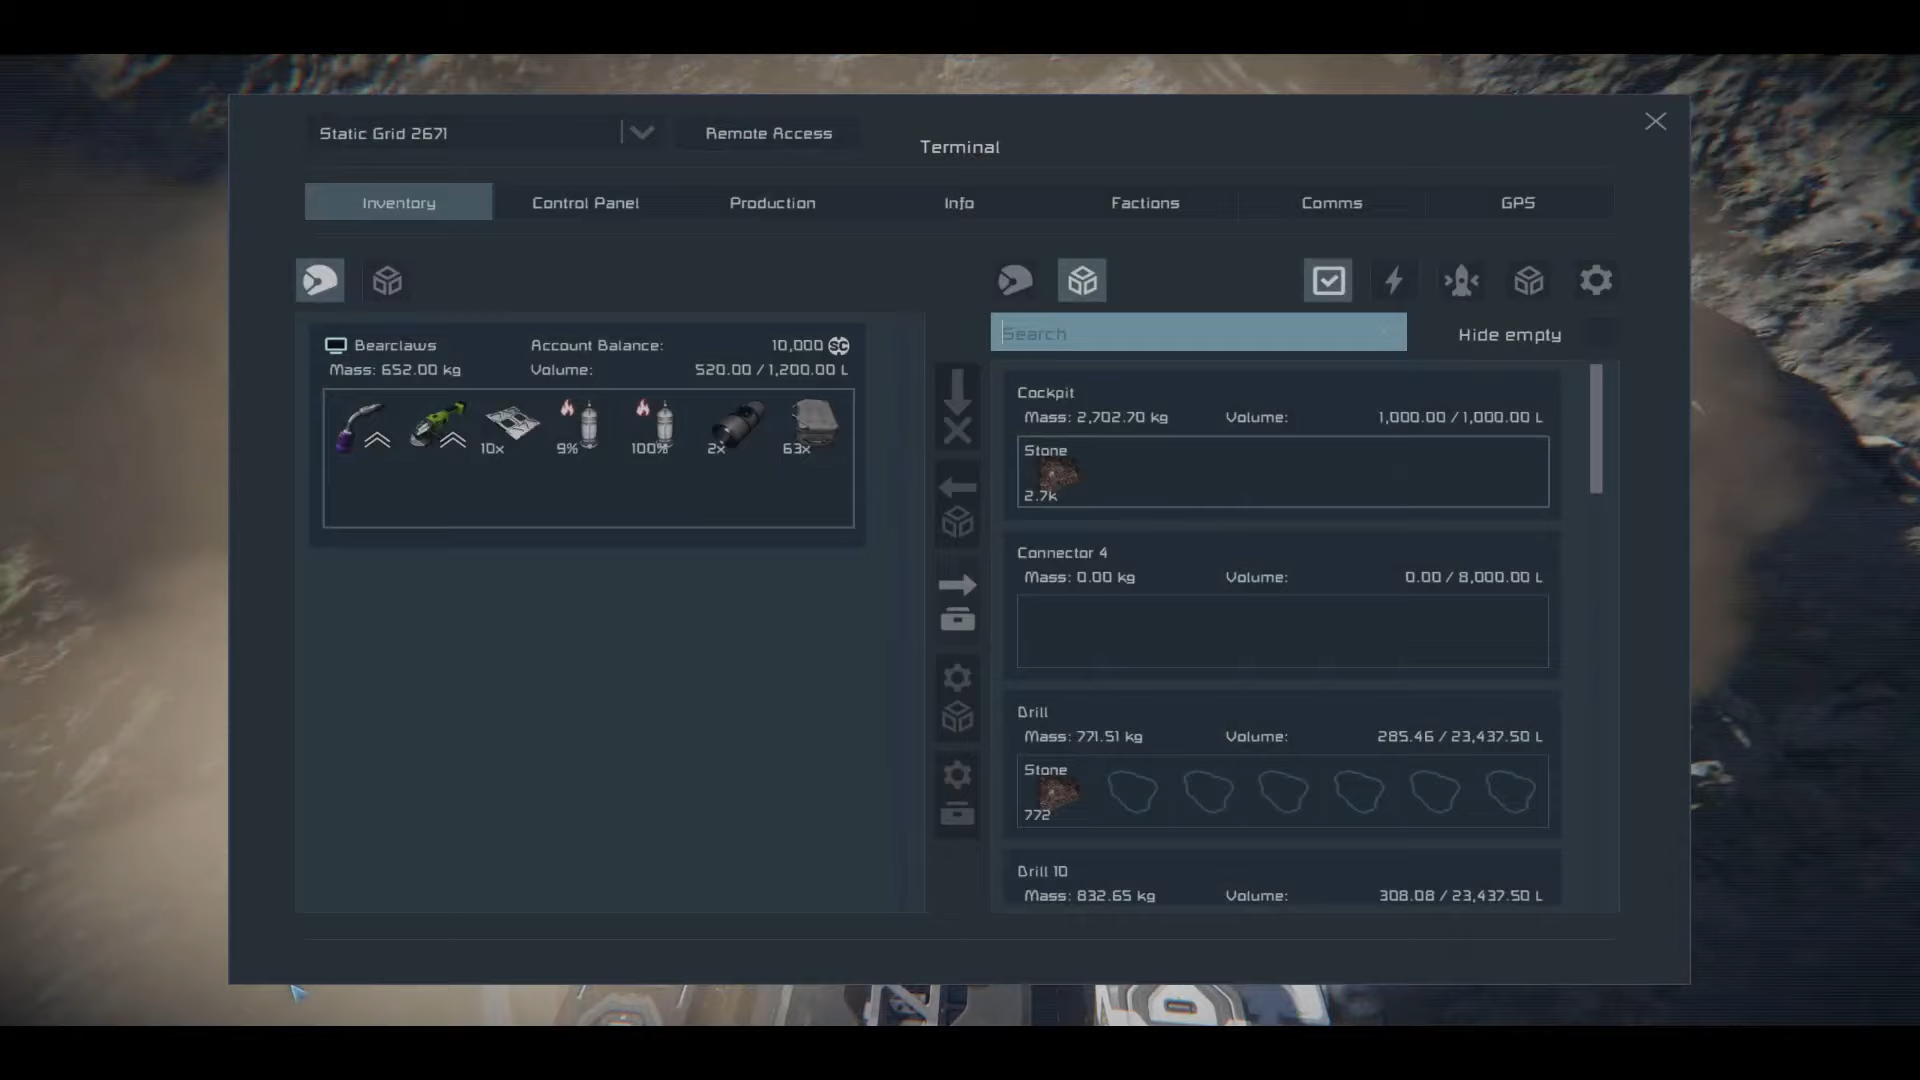 Static Grid 2671
Remote Access
Terminal
Inventory
Control Panel
Production
Info
Factions
Comms
GPS
Bearclaws
Account Balance:
10,000 SC
Mass: 652.00 kg
Volume:
520.00 / 1,200.00 L
10x
9%
100%
2x
63x
Search
Hide empty
Cockpit
Mass: 2,702.70 kg
Volume:
1,000.00 / 1,000.00 L
Stone
2.7k
Connector 4
Mass: 0.00 kg
Volume:
0.00 / 8,000.00 L
Drill
Mass: 771.51 kg
Volume:
285.46 / 23,437.50 L
Stone
772
Drill 10
Mass: 832.65 kg
Volume:
308.08 / 23,437.50 L